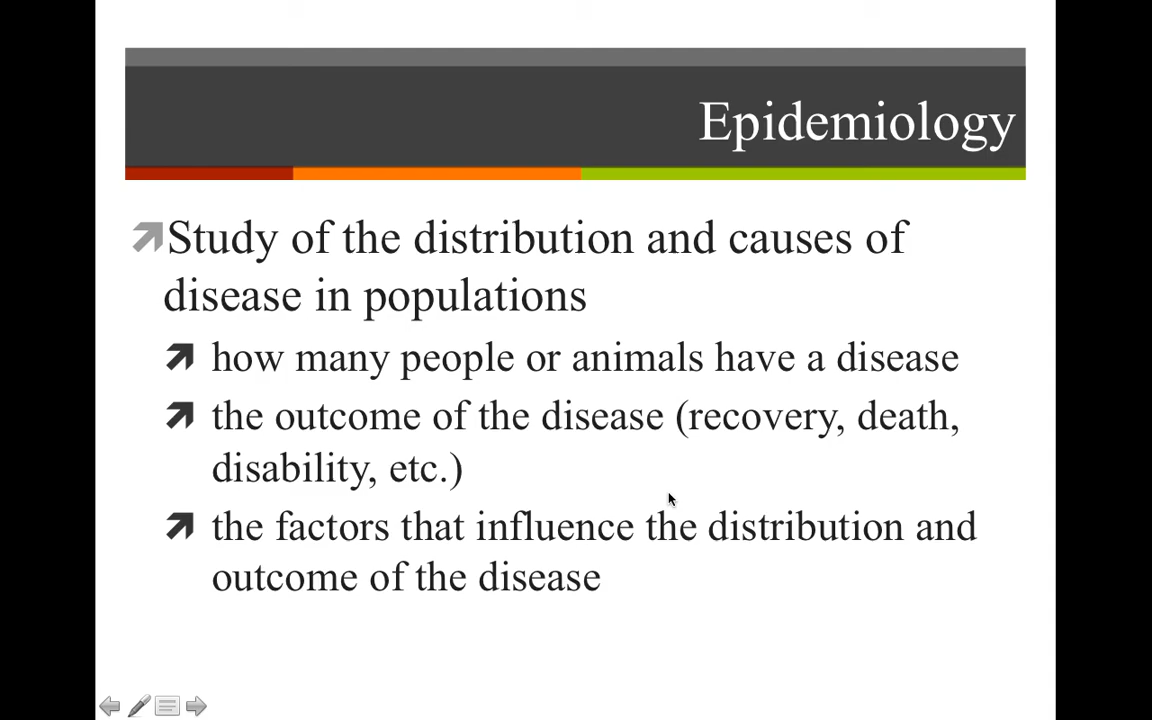 Epidemiology
Study of the distribution and causes of
disease in populations
how many people or animals have a disease
the outcome of the disease (recovery, death,
disability, etc.)
the factors that influence the distribution and
outcome of the disease